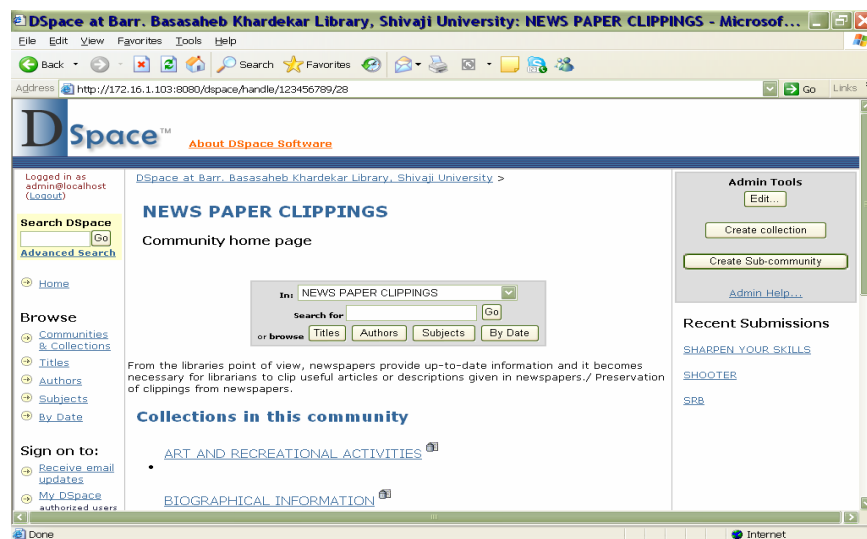 DSpace at Barr. Basasaheb Khardekar Library, Shivaji University: NEWS PAPER CLIPPINGS - Microsof...
File Edit View Favorites Tools Help
Back Search Favorites
Address http://172.16.1.103:8080/dspace/handle/123456789/28 Go Links
DSpace™ About DSpace Software
Logged in as
admin@localhost
(Logout)
Search DSpace
Go
Advanced Search
Home
Browse
Communities
& Collections
Titles
Authors
Subjects
By Date
Sign on to:
Receive email
updates
My DSpace
authorized users
DSpace at Barr. Basasaheb Khardekar Library, Shivaji University >
NEWS PAPER CLIPPINGS
Community home page
In: NEWS PAPER CLIPPINGS
Search for Go
or browse Titles Authors Subjects By Date
From the libraries point of view, newspapers provide up-to-date information and it becomes
necessary for librarians to clip useful articles or descriptions given in newspapers./ Preservation
of clippings from newspapers.
Collections in this community
ART AND RECREATIONAL ACTIVITIES
BIOGRAPHICAL INFORMATION
Admin Tools
Edit...
Create collection
Create Sub-community
Admin Help...
Recent Submissions
SHARPEN YOUR SKILLS
SHOOTER
SRB
Done Internet